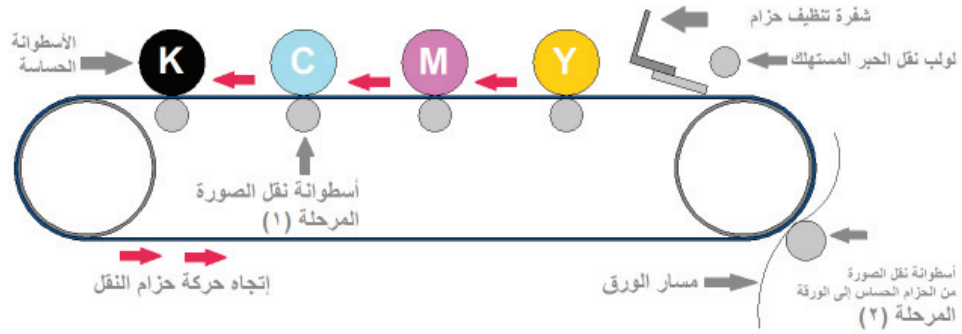 شفرة تنظيف حزام
لولب نقل الحبر المستهلك
الأسطوانة
الحساسة
K
C
M
Y
أسطوانة نقل الصورة
المرحلة (١)
إتجاه حركة حزام النقل
مسار الورق
أسطوانة نقل الصورة
من الحزام الحساس إلى الورقة
المرحلة (٢)